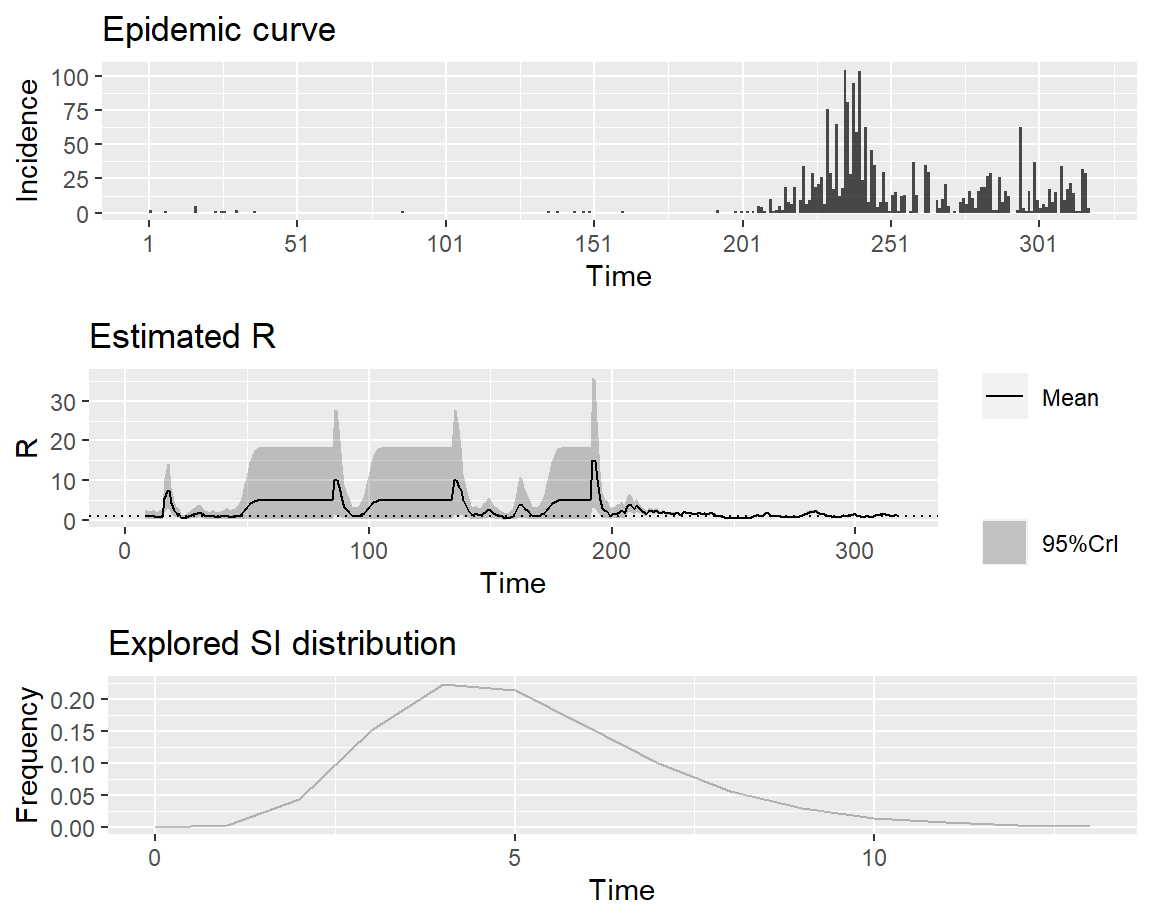 Epidemic curve
Incidence
100
75
50
25
0
1 51 101 151 201 251 301
Time
Estimated R
R
30
20
10
0
0 100 200 300
Time
Mean
95%CrI
Explored SI distribution
Frequency
0.20
0.15
0.10
0.05
0.00
0 5 10
Time